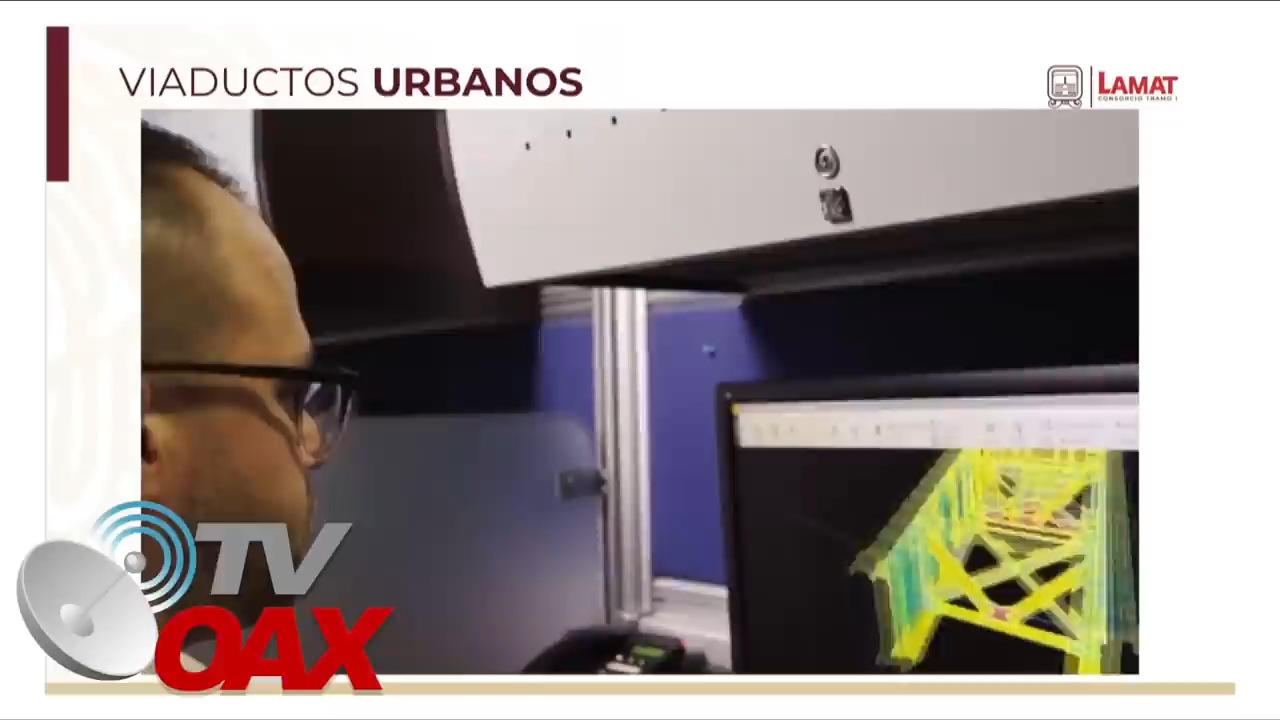 VIADUCTOS URBANOS
LAMAT
CONSORCIO TRAMO 1
TV
OAX